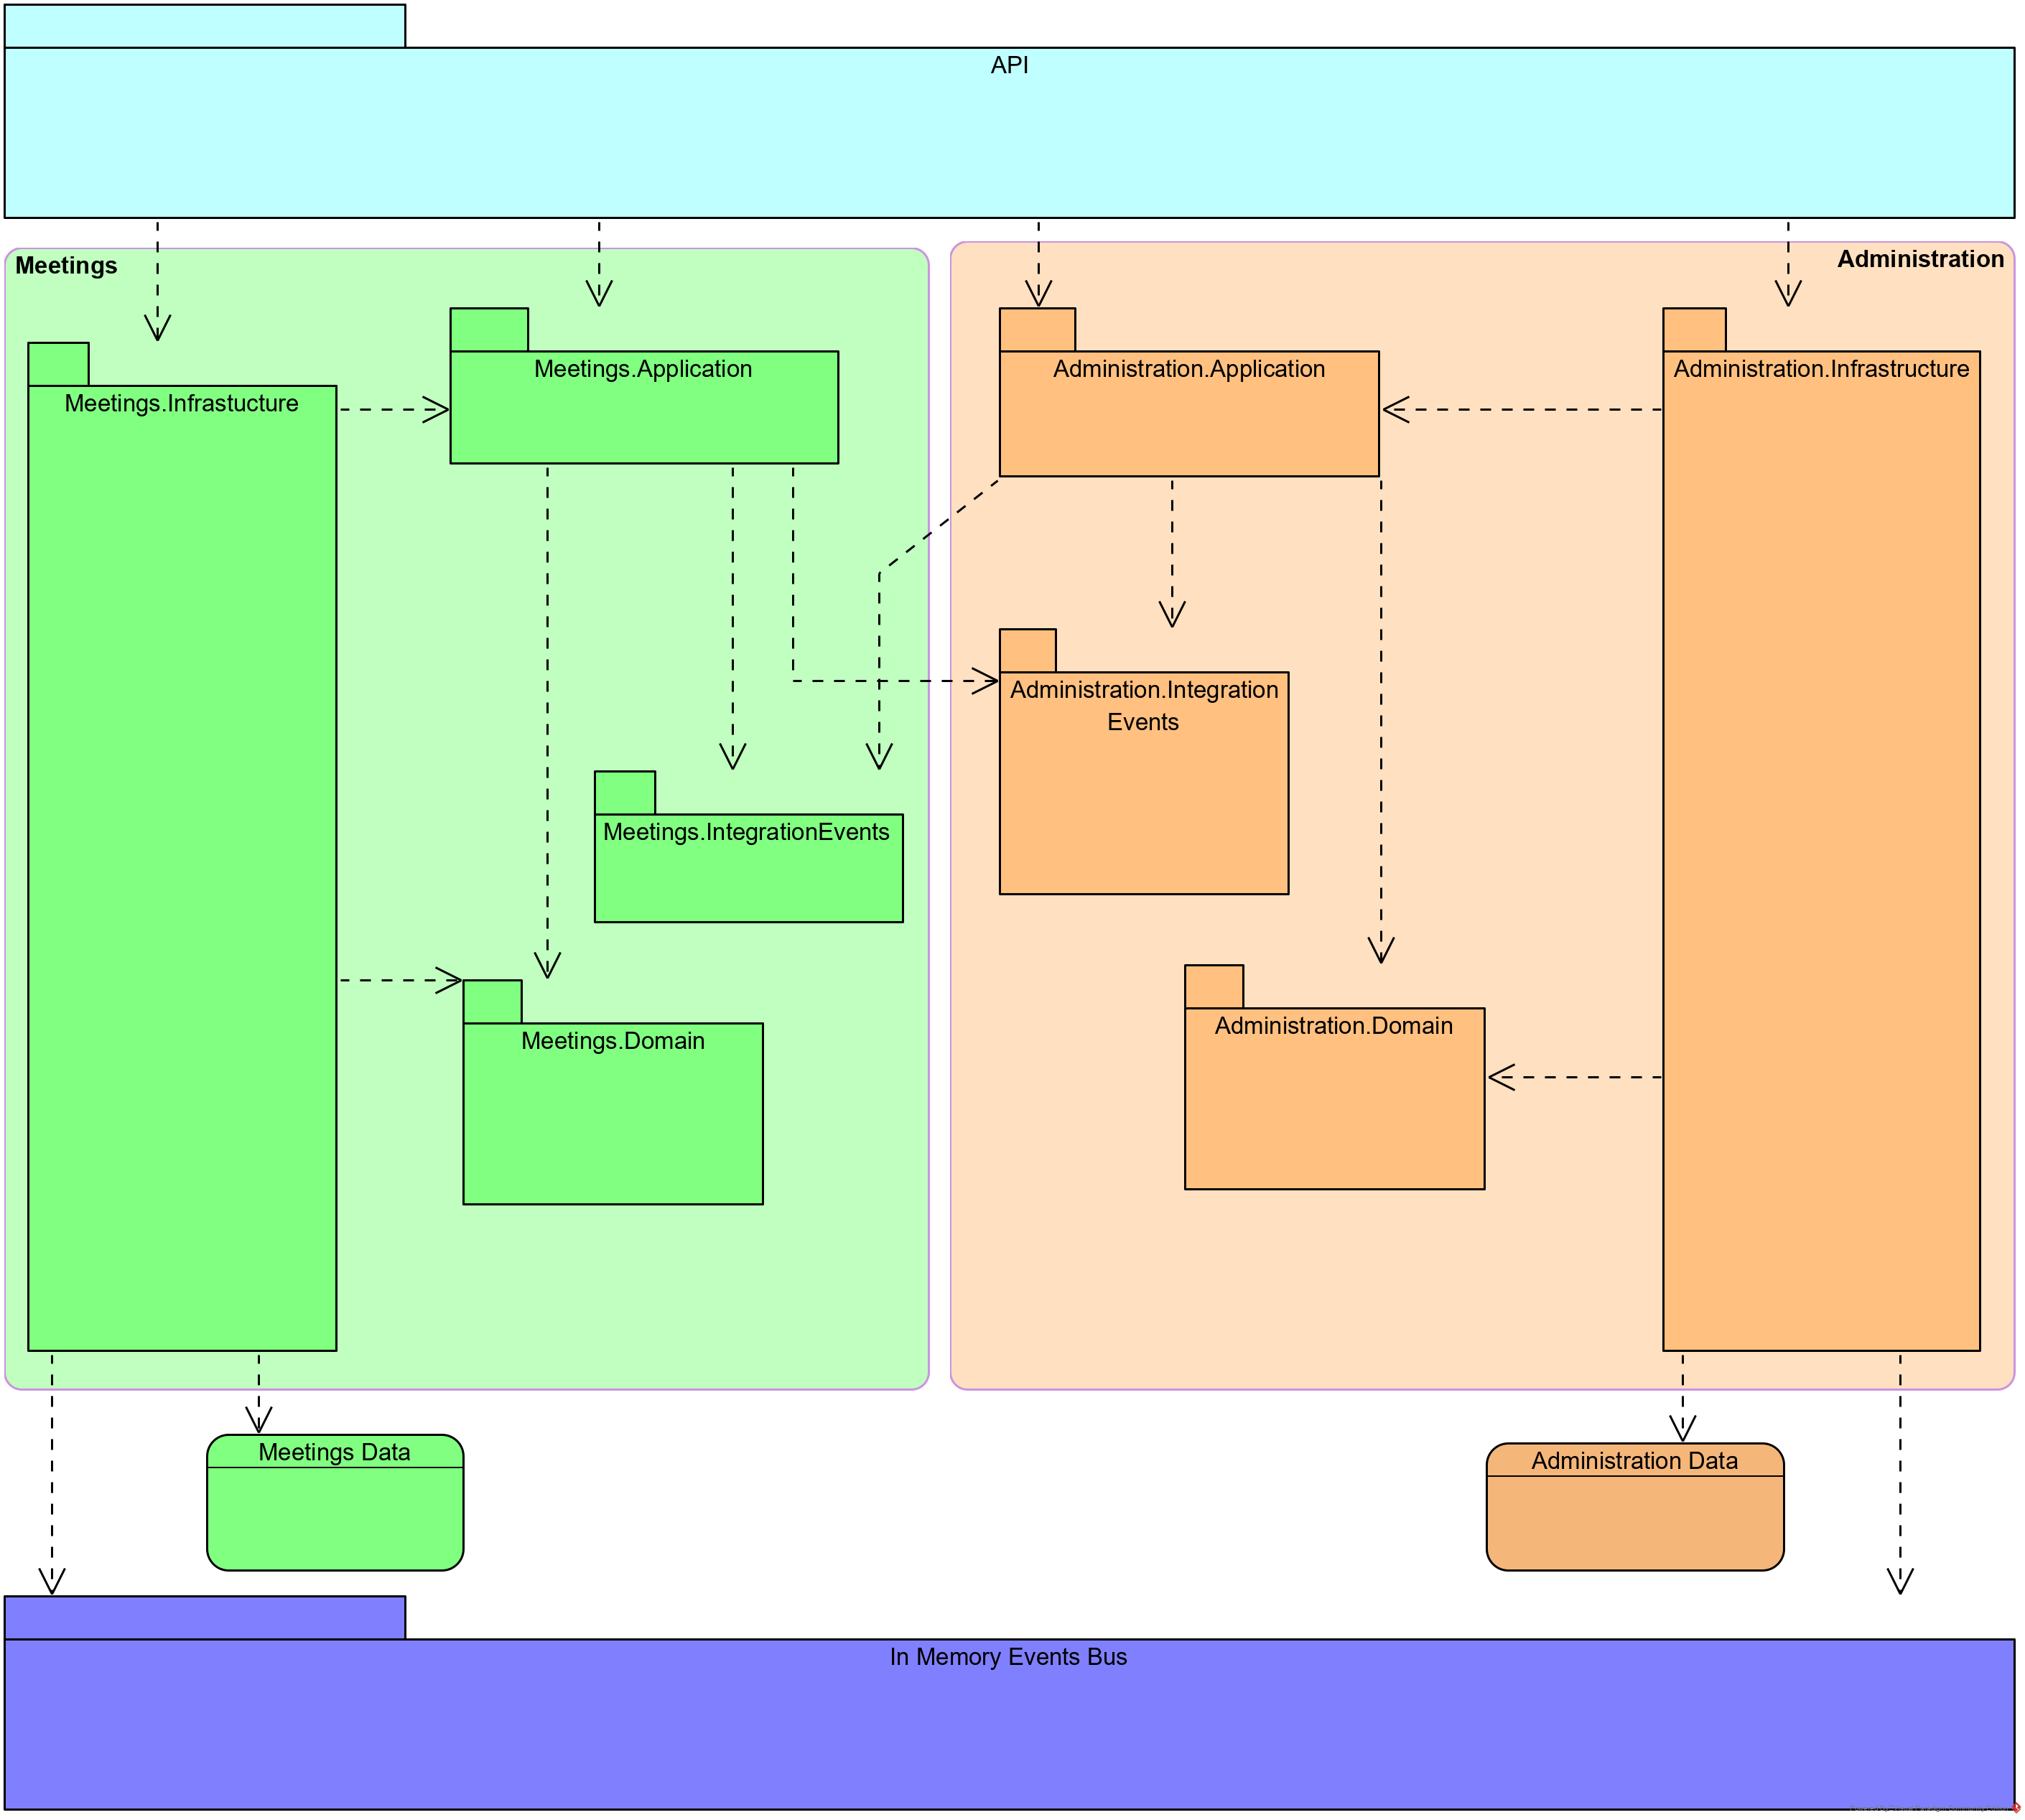 API
Meetings
Administration
Meetings.Application
Administration.Application
Administration.Infrastructure
Meetings.Infrastucture
Administration.Integration
Events
Meetings.IntegrationEvents
Meetings.Domain
Administration.Domain
Meetings Data
Administration Data
In Memory Events Bus